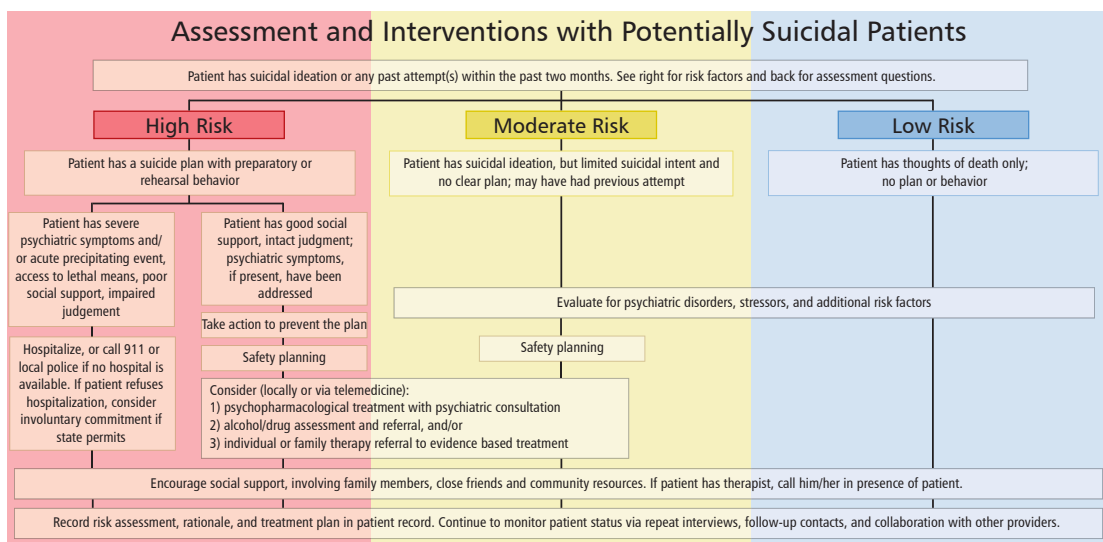 Assessment and Interventions with Potentially Suicidal Patients
Patient has suicidal ideation or any past attempt(s) within the past two months. See right for risk factors and back for assessment questions.
High Risk
Moderate Risk
Low Risk
Patient has a suicide plan with preparatory or
rehearsal behavior
Patient has suicidal ideation, but limited suicidal intent and
no clear plan; may have had previous attempt
Patient has thoughts of death only;
no plan or behavior
Patient has severe
psychiatric symptoms and/
or acute precipitating event,
access to lethal means, poor
social support, impaired
judgement
Patient has good social
support, intact judgment;
psychiatric symptoms,
if present, have been
addressed
Evaluate for psychiatric disorders, stressors, and additional risk factors
Take action to prevent the plan
Hospitalize, or call 911 or
local police if no hospital is
available. If patient refuses
hospitalization, consider
involuntary commitment if
state permits
Safety planning
Safety planning
Consider (locally or via telemedicine):
1) psychopharmacological treatment with psychiatric consultation
2) alcohol/drug assessment and referral, and/or
3) individual or family therapy referral to evidence based treatment
Encourage social support, involving family members, close friends and community resources. If patient has therapist, call him/her in presence of patient.
Record risk assessment, rationale, and treatment plan in patient record. Continue to monitor patient status via repeat interviews, follow-up contacts, and collaboration with other providers.